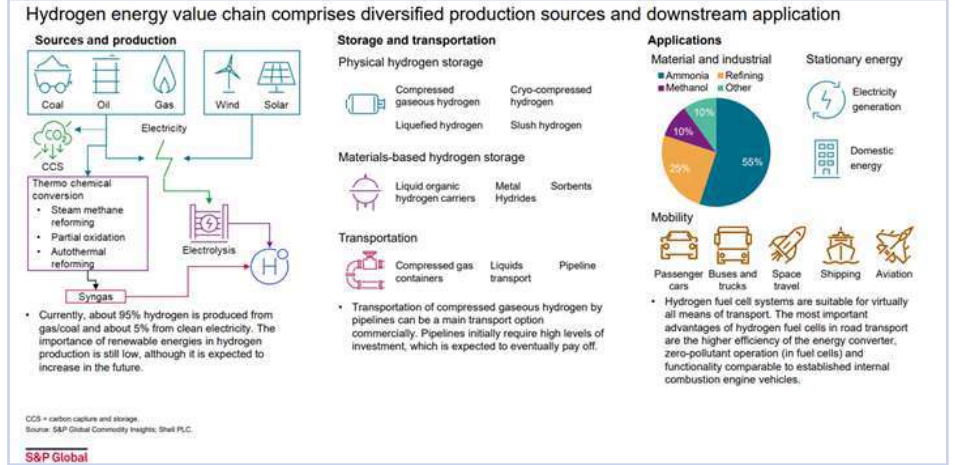 Hydrogen energy value chain comprises diversified production sources and downstream application
Sources and production
Coal
Oil
Gas
Wind
Solar
CO₂
CCS
Electricity
Thermo chemical
conversion
• Steam methane
reforming
• Partial oxidation
• Autothermal
reforming
Electrolysis
H
Syngas
• Currently, about 95% hydrogen is produced from
gas/coal and about 5% from clean electricity. The
importance of renewable energies in hydrogen
production is still low, although it is expected to
increase in the future.
Storage and transportation
Physical hydrogen storage
Compressed
gaseous hydrogen
Cryo-compressed
hydrogen
Liquefied hydrogen
Slush hydrogen
Materials-based hydrogen storage
Liquid organic
hydrogen carriers
Metal
Hydrides
Sorbents
Transportation
Compressed gas
containers
Liquids
transport
Pipeline
• Transportation of compressed gaseous hydrogen by
pipelines can be a main transport option
commercially. Pipelines initially require high levels of
investment, which is expected to eventually pay off.
Applications
Material and industrial
Ammonia Refining
Methanol Other
10%
10%
25%
55%
Stationary energy
Electricity
generation
Domestic
energy
Mobility
Passenger
cars
Buses and
trucks
Space
travel
Shipping
Aviation
• Hydrogen fuel cell systems are suitable for virtually
all means of transport. The most important
advantages of hydrogen fuel cells in road transport
are the higher efficiency of the energy converter,
zero-pollutant operation (in fuel cells) and
functionality comparable to established internal
combustion engine vehicles.
CCS = carbon capture and storage.
Source: S&P Global Commodity Insights; Shell PLC.
S&P Global